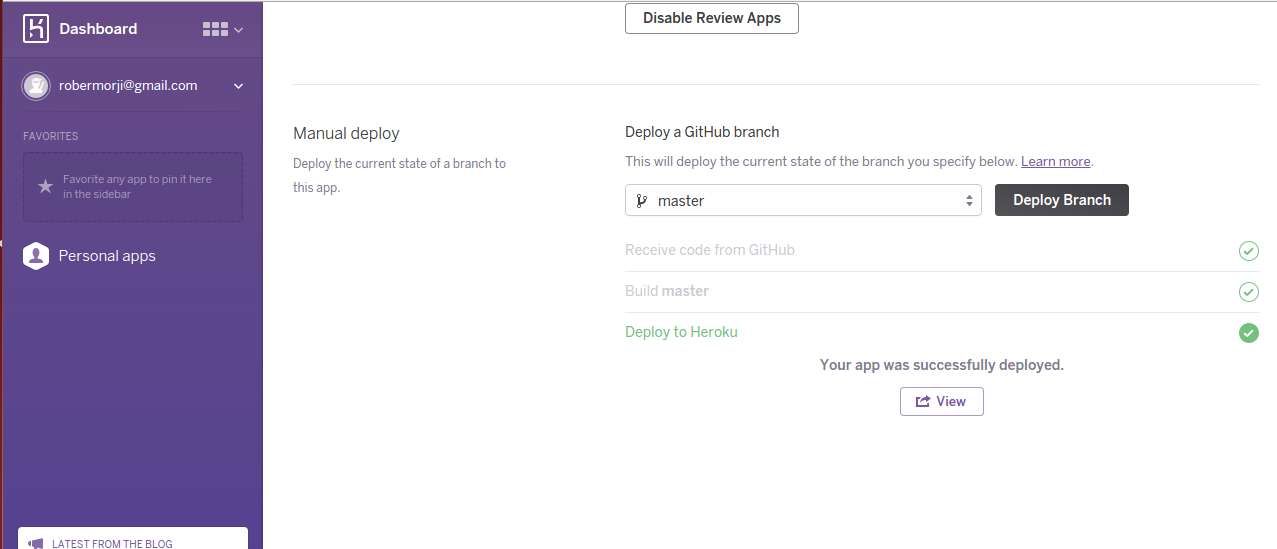 Dashboard
robermorji@gmail.com
FAVORITES
Favorite any app to pin it here
in the sidebar
Personal apps
LATEST FROM THE BLOG
Disable Review Apps
Manual deploy
Deploy the current state of a branch to
this app.
Deploy a GitHub branch
This will deploy the current state of the branch you specify below. Learn more.
master
Deploy Branch
Receive code from GitHub
Build master
Deploy to Heroku
Your app was successfully deployed.
View